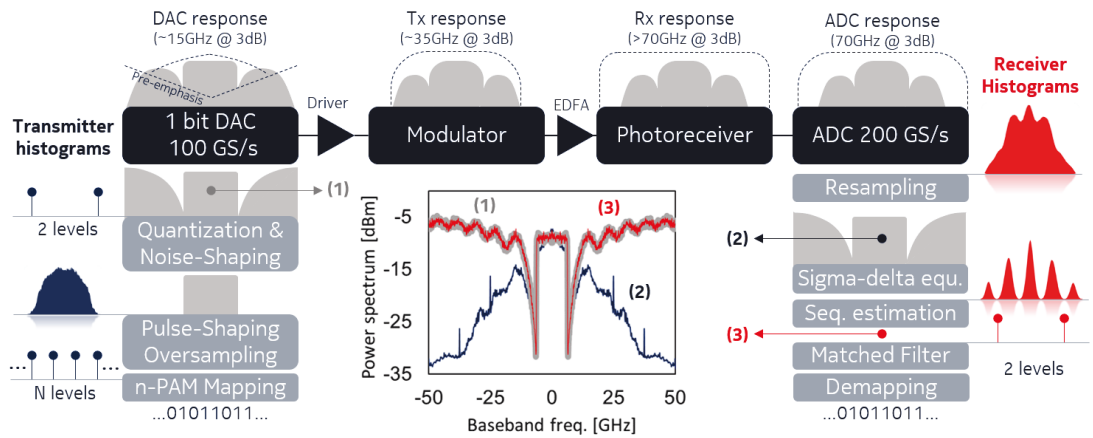 DAC response
(~15GHz @ 3dB)
Tx response
(~35GHz @ 3dB)
Rx response
(>70GHz @ 3dB)
ADC response
(70GHz @ 3dB)
Receiver
Histograms
Pre-emphasis
Driver
EDFA
Transmitter
histograms
1 bit DAC
100 GS/s
Modulator
Photoreceiver
ADC 200 GS/s
(1)
2 levels
Quantization &
Noise-Shaping
Pulse-Shaping
Oversampling
...
...
N levels
n-PAM Mapping
...01011011...
Power spectrum [dBm]
-5
-15
-25
-35
(1)
(3)
(2)
-50
-25
0
25
50
Baseband freq. [GHz]
Resampling
(2)
Sigma-delta equ.
Seq. estimation
(3)
Matched Filter
2 levels
Demapping
...01011011...